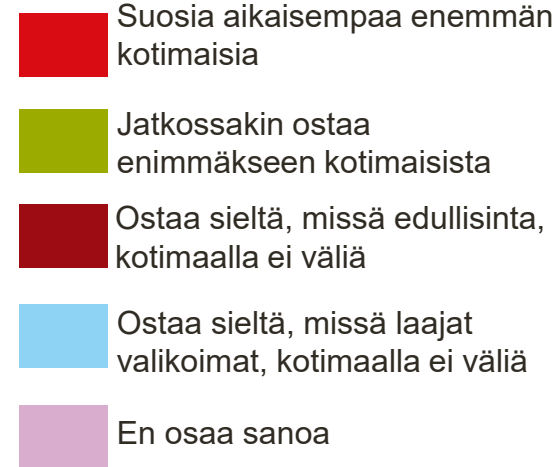 Suosia aikaisempaa enemmän
kotimaisia
Jatkossakin ostaa
enimmäkseen kotimaisista
Ostaa sieltä, missä edullisinta,
kotimaalla ei väliä
Ostaa sieltä, missä laajat
valikoimat, kotimaalla ei väliä
En osaa sanoa